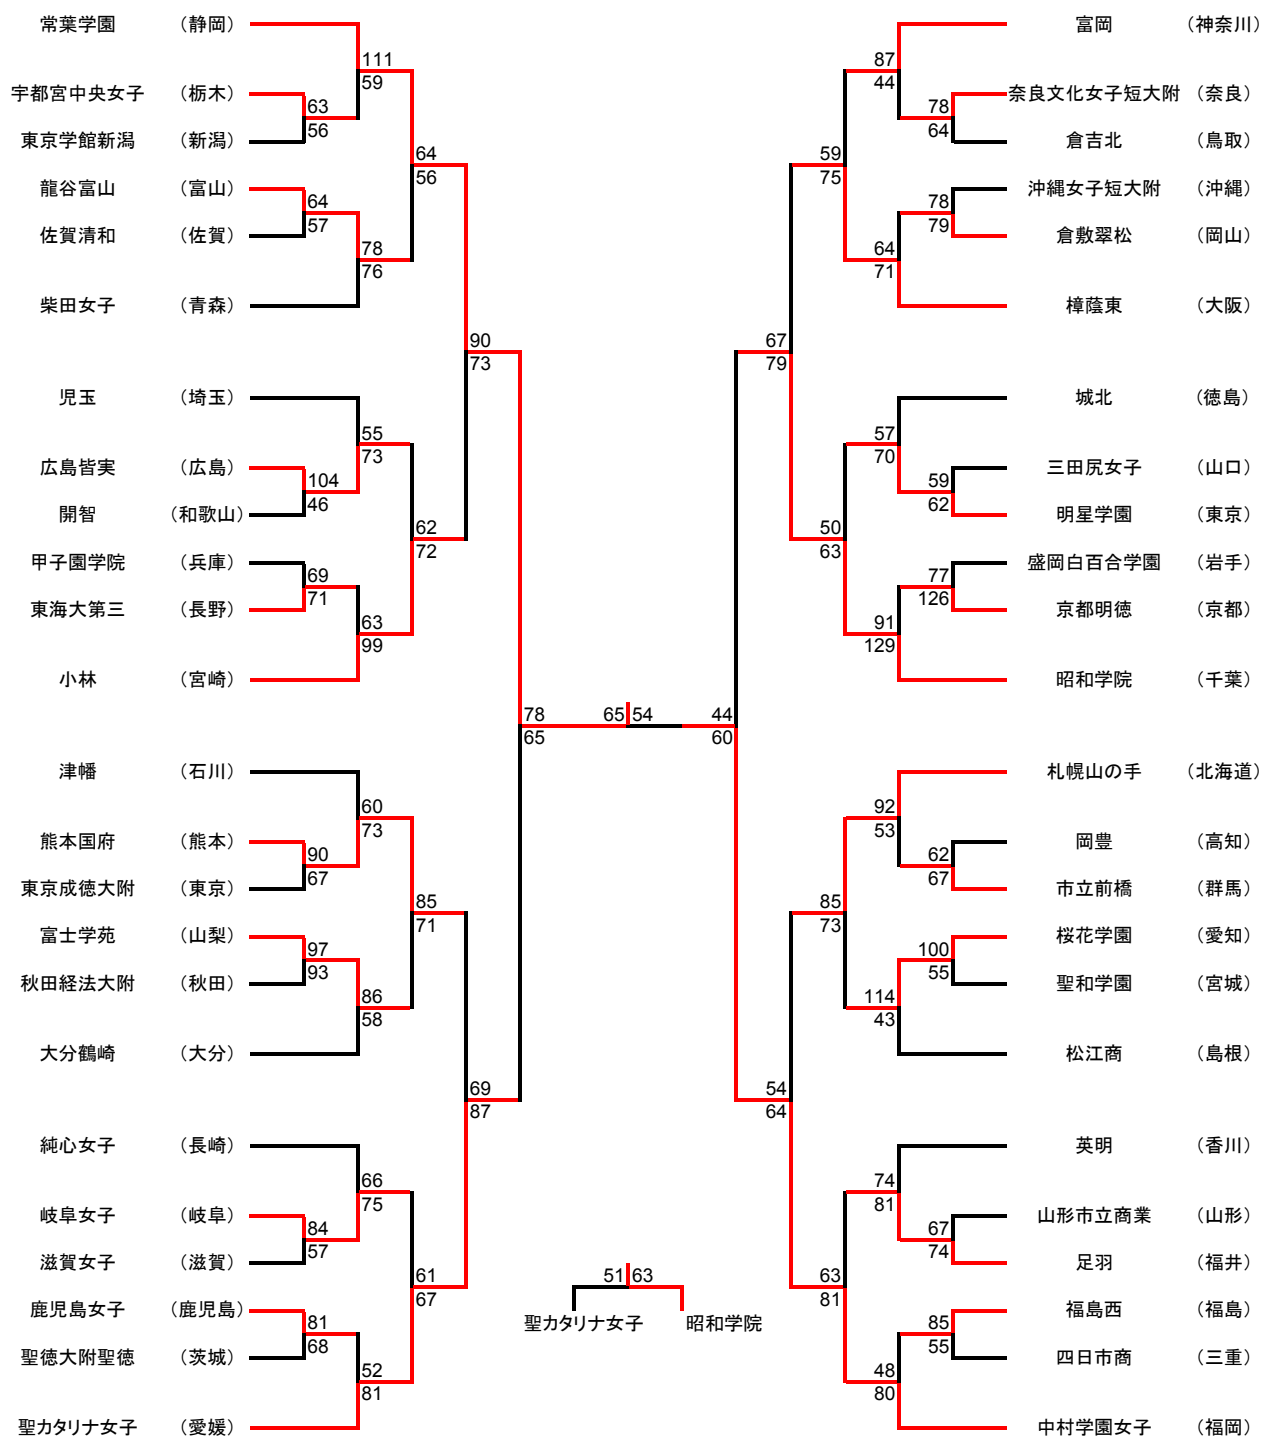 常葉学園 （静岡）
宇都宮中央女子 （栃木）
東京学館新潟 （新潟）
龍谷富山 （富山）
佐賀清和 （佐賀）
柴田女子 （青森）
児玉 （埼玉）
広島皆実 （広島）
開智 （和歌山）
甲子園学院 （兵庫）
東海大第三 （長野）
小林 （宮崎）
津幡 （石川）
熊本国府 （熊本）
東京成徳大附 （東京）
富士学苑 （山梨）
秋田経法大附 （秋田）
大分鶴崎 （大分）
純心女子 （長崎）
岐阜女子 （岐阜）
滋賀女子 （滋賀）
鹿児島女子 （鹿児島）
聖徳大附聖徳 （茨城）
聖カタリナ女子 （愛媛）
63
56
64
57
104
46
69
71
90
67
97
93
84
57
81
68
111
59
78
76
55
73
63
99
60
73
86
58
66
75
52
81
64
56
62
72
85
71
61
67
90
73
69
87
78
65
65 54
44
60
67
79
54
64
59
75
50
63
85
73
63
81
87
44
64
71
57
70
91
129
92
53
114
43
74
81
48
80
78
64
78
79
59
62
77
126
62
67
100
55
67
74
85
55
富岡 （神奈川）
奈良文化女子短大附 （奈良）
倉吉北 （鳥取）
沖縄女子短大附 （沖縄）
倉敷翠松 （岡山）
樟蔭東 （大阪）
城北 （徳島）
三田尻女子 （山口）
明星学園 （東京）
盛岡白百合学園 （岩手）
京都明徳 （京都）
昭和学院 （千葉）
札幌山の手 （北海道）
岡豊 （高知）
市立前橋 （群馬）
桜花学園 （愛知）
聖和学園 （宮城）
松江商 （島根）
英明 （香川）
山形市立商業 （山形）
足羽 （福井）
福島西 （福島）
四日市商 （三重）
中村学園女子 （福岡）
51 63
聖カタリナ女子 昭和学院